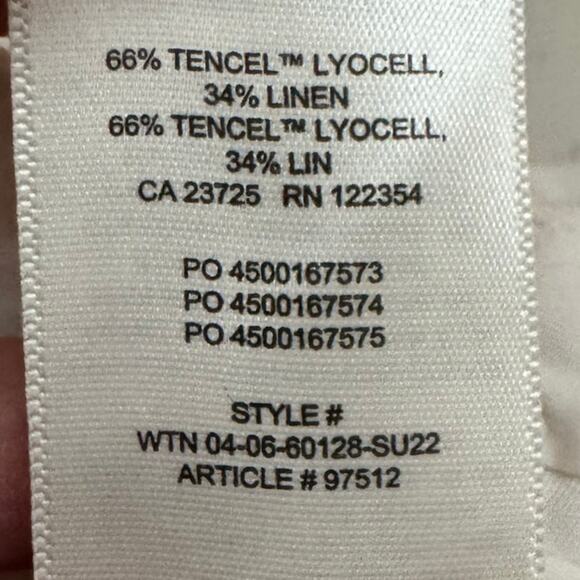 66% TENCEL™ LYOCELL,
34% LINEN
66% TENCEL™ LYOCELL,
34% LIN
CA 23725 RN 122354
PO 4500167573
PO 4500167574
PO 4500167575
STYLE #
WTN 04-06-60128-SU22
ARTICLE # 97512